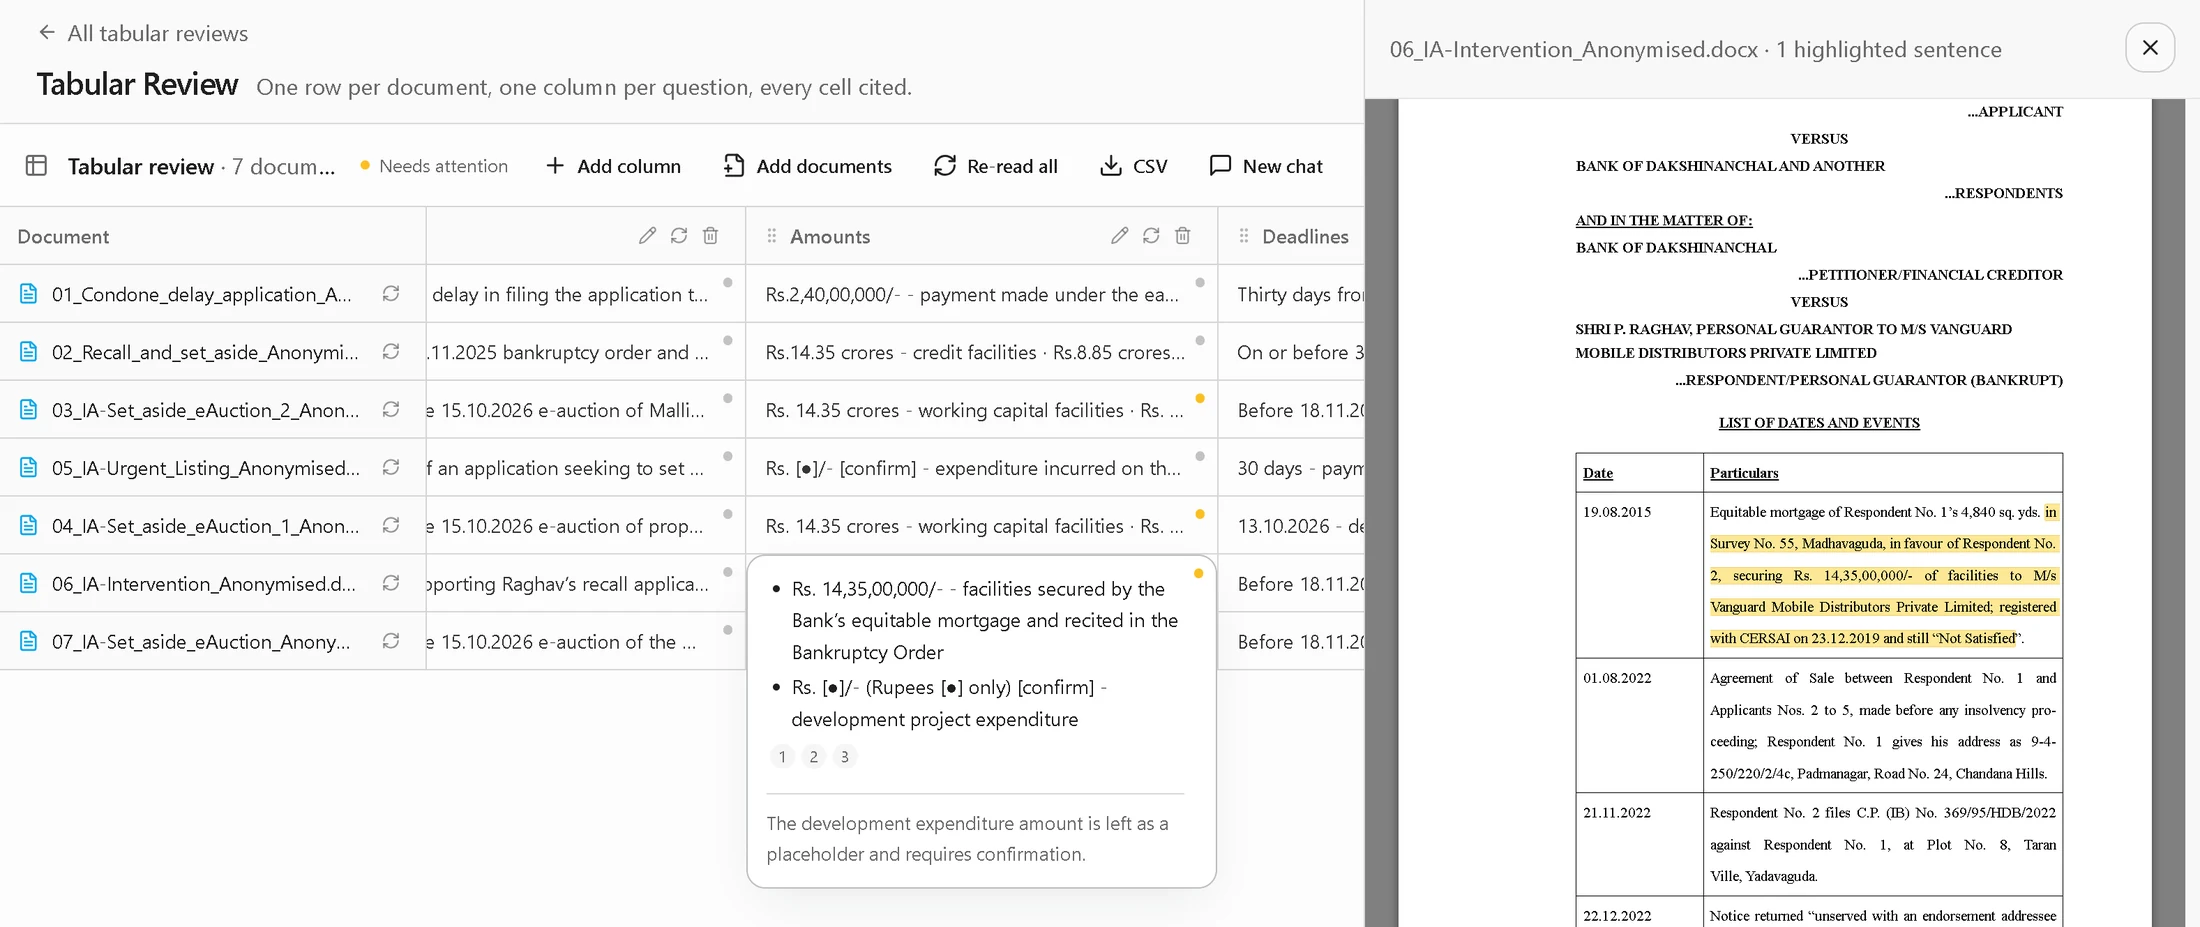 All tabular reviews
Tabular Review One row per document, one column per question, every cell cited.
Tabular review · 7 docum... Needs attention Add column Add documents Re-read all CSV New chat
Document Amounts Deadlines
01_Condone_delay_application_A... delay in filing the application t... Rs.2,40,00,000/- - payment made under the ea... Thirty days fro
02_Recall_and_set_aside_Anonymi... .11.2025 bankruptcy order and ... Rs.14.35 crores - credit facilities · Rs.8.85 crores... On or before 3
03_IA-Set_aside_eAuction_2_Anon... e 15.10.2026 e-auction of Malli... Rs. 14.35 crores - working capital facilities · Rs. ... Before 18.11.20
05_IA-Urgent_Listing_Anonymised... f an application seeking to set ... Rs. [●]/- [confirm] - expenditure incurred on th... 30 days - paym
04_IA-Set_aside_eAuction_1_Anon... e 15.10.2026 e-auction of prop... Rs. 14.35 crores - working capital facilities · Rs. ... 13.10.2026 - de
06_IA-Intervention_Anonymised.d... pporting Raghav’s recall applica... Before 18.11.20
07_IA-Set_aside_eAuction_Anony... e 15.10.2026 e-auction of the ... Before 18.11.20
• Rs. 14,35,00,000/- - facilities secured by the
Bank’s equitable mortgage and recited in the
Bankruptcy Order
• Rs. [●]/- (Rupees [●] only) [confirm] -
development project expenditure
1 2 3
The development expenditure amount is left as a
placeholder and requires confirmation.
06_IA-Intervention_Anonymised.docx · 1 highlighted sentence
...APPLICANT
VERSUS
BANK OF DAKSHINANCHAL AND ANOTHER
...RESPONDENTS
AND IN THE MATTER OF:
BANK OF DAKSHINANCHAL
...PETITIONER/FINANCIAL CREDITOR
VERSUS
SHRI P. RAGHAV, PERSONAL GUARANTOR TO M/S VANGUARD
MOBILE DISTRIBUTORS PRIVATE LIMITED
...RESPONDENT/PERSONAL GUARANTOR (BANKRUPT)
LIST OF DATES AND EVENTS
Date Particulars
19.08.2015 Equitable mortgage of Respondent No. 1’s 4,840 sq. yds. in
Survey No. 55, Madhavaguda, in favour of Respondent No.
2, securing Rs. 14,35,00,000/- of facilities to M/s
Vanguard Mobile Distributors Private Limited; registered
with CERSAI on 23.12.2019 and still “Not Satisfied”.
01.08.2022 Agreement of Sale between Respondent No. 1 and
Applicants Nos. 2 to 5, made before any insolvency pro-
ceeding; Respondent No. 1 gives his address as 9-4-
250/220/2/4c, Padmanagar, Road No. 24, Chandana Hills.
21.11.2022 Respondent No. 2 files C.P. (IB) No. 369/95/HDB/2022
against Respondent No. 1, at Plot No. 8, Taran
Ville, Yadavaguda.
22.12.2022 Notice returned “unserved with an endorsement addressee